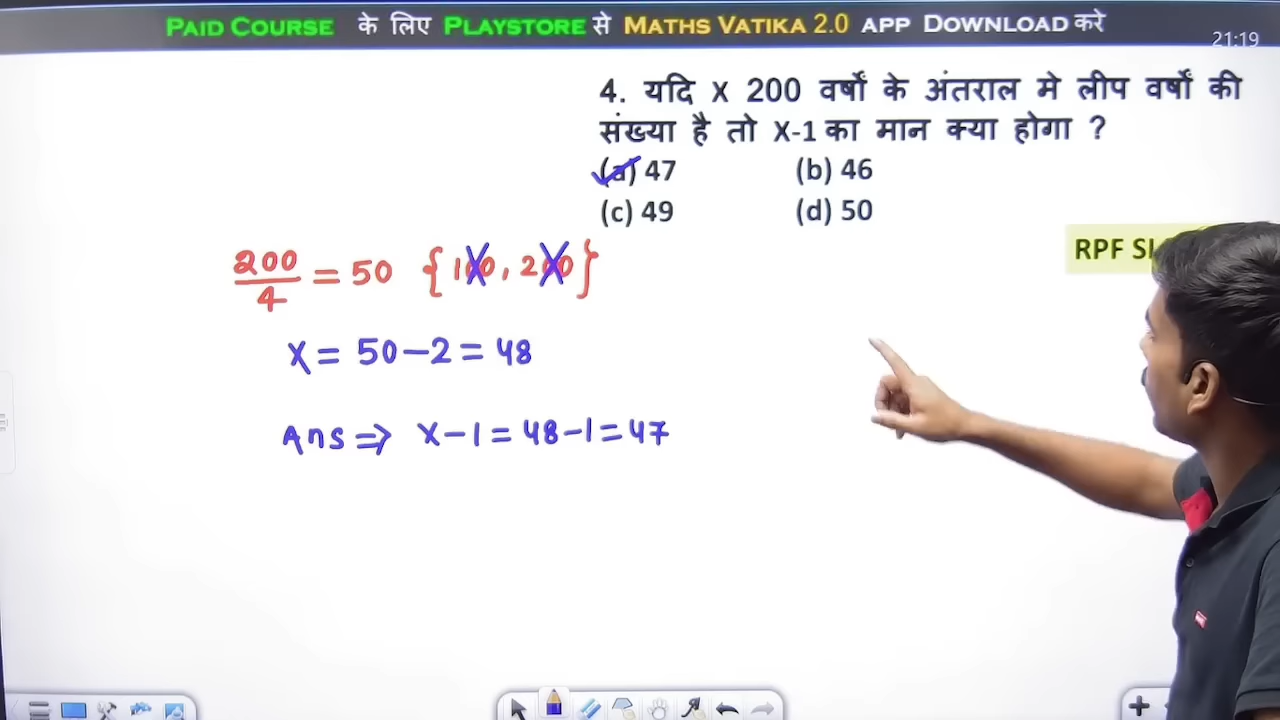 PAID COURSE के लिए PLAYSTORE से MATHS VATIKA 2.0 APP DOWNLOAD करे
21:19
4. यदि X 200 वर्षों के अंतराल मे लीप वर्षों की
संख्या है तो X-1 का मान क्या होगा ?
(a) 47 (b) 46
(c) 49 (d) 50
RPF SI
200/4 = 50 {100, 200}
X = 50-2 = 48
Ans ⇒ X-1 = 48-1 = 47